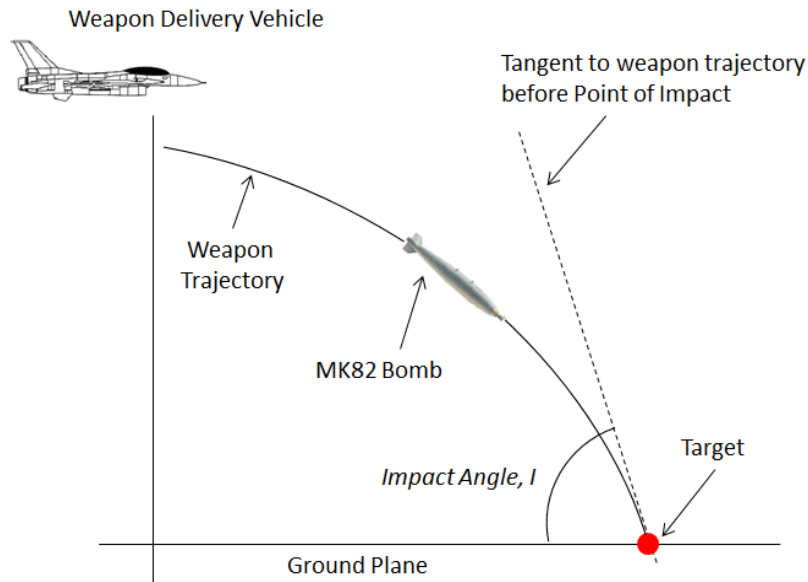 Weapon Delivery Vehicle
Tangent to weapon trajectory
before Point of Impact
Weapon
Trajectory
MK82 Bomb
Impact Angle, I
Target
Ground Plane